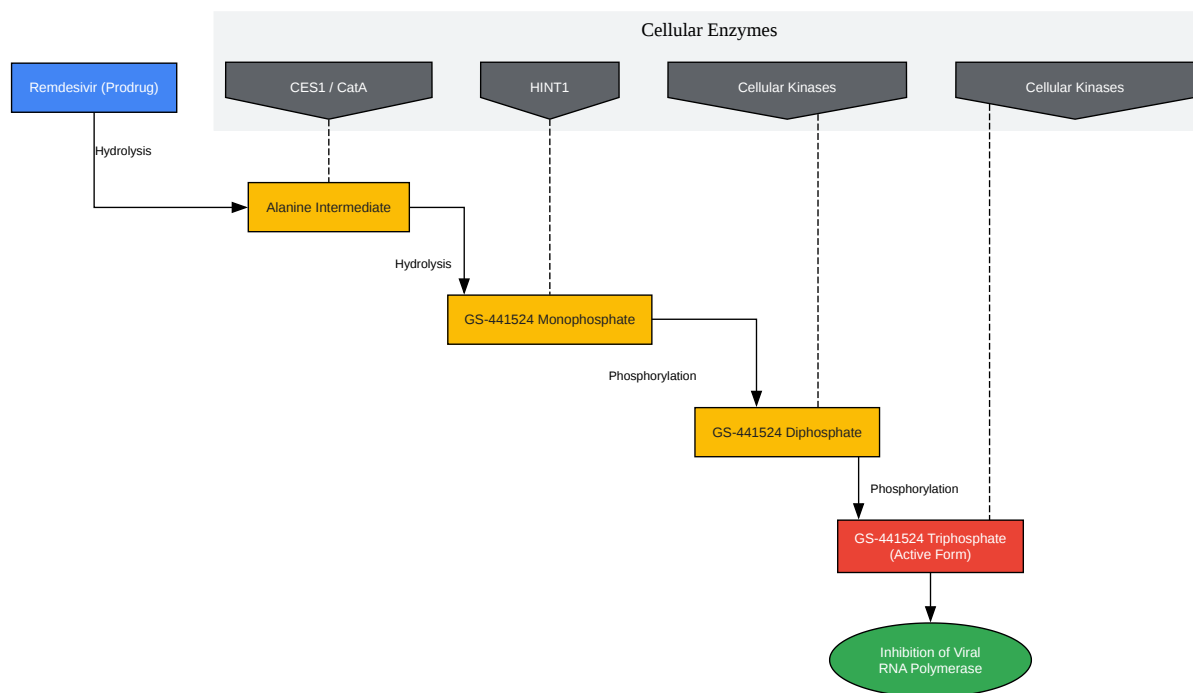 Cellular Enzymes
Remdesivir (Prodrug)
CES1 / CatA
HINT1
Cellular Kinases
Cellular Kinases
Hydrolysis
Alanine Intermediate
Hydrolysis
GS-441524 Monophosphate
Phosphorylation
GS-441524 Diphosphate
Phosphorylation
GS-441524 Triphosphate
(Active Form)
Inhibition of Viral
RNA Polymerase